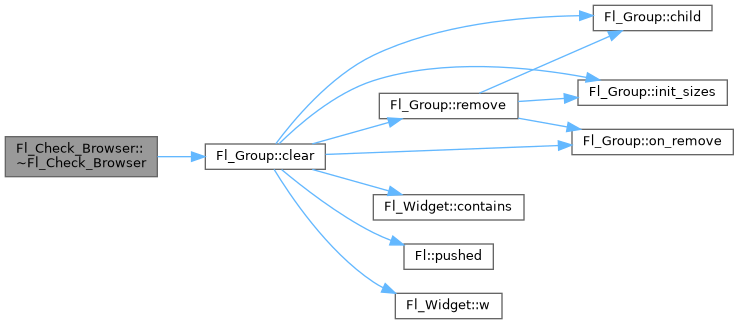 Fl_Check_Browser::
~Fl_Check_Browser
Fl_Group::clear
Fl_Group::child
Fl_Group::init_sizes
Fl_Group::remove
Fl_Group::on_remove
Fl_Widget::contains
Fl::pushed
Fl_Widget::w